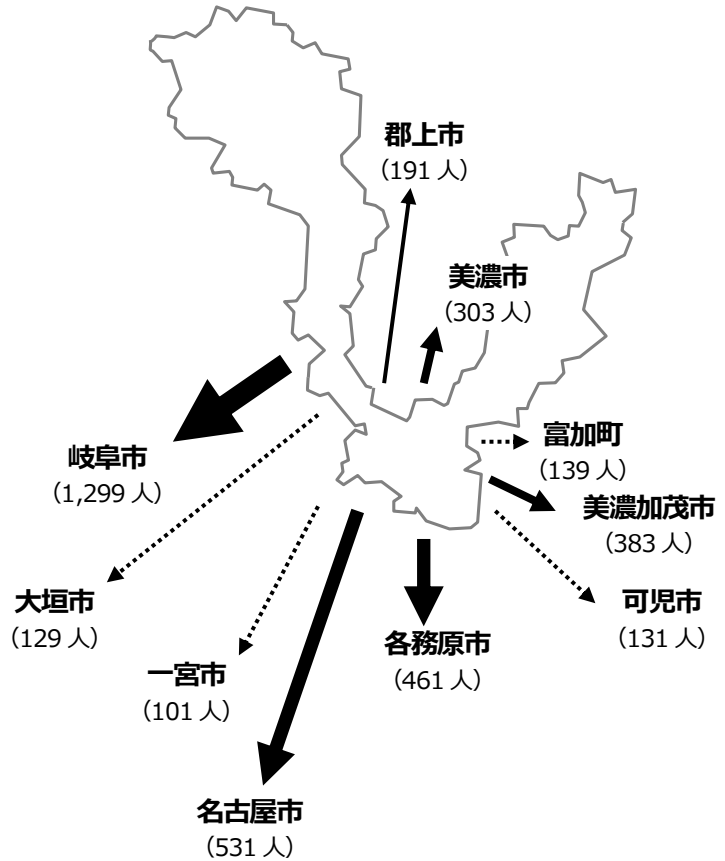 郡上市
（191 人）
美濃市
（303 人）
岐阜市
（1,299 人）
富加町
（139 人）
美濃加茂市
（383 人）
大垣市
（129 人）
可児市
（131 人）
一宮市
（101 人）
各務原市
（461 人）
名古屋市
（531 人）